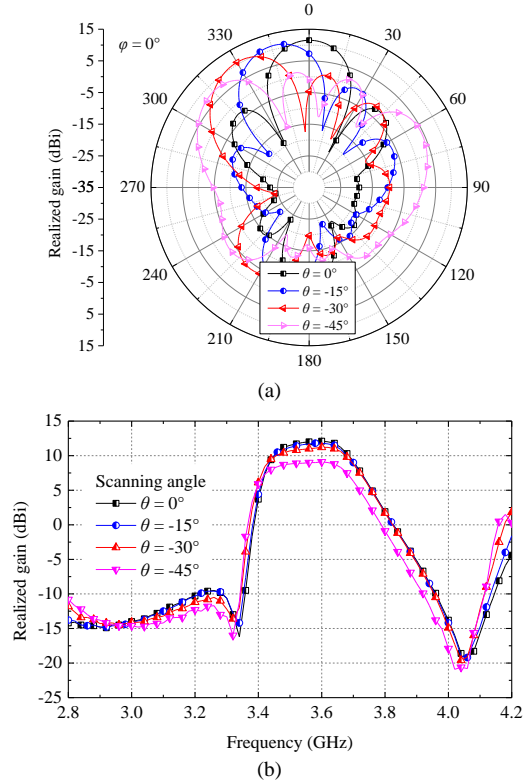 0
15
330
30
φ = 0°
5
-5
300
60
-15
-25
Realized gain (dBi)
-35
270
90
-25
-15
240
120
-5
θ = 0°
θ = -15°
θ = -30°
θ = -45°
5
210
150
15
180
(a)
15
10
Scanning angle
θ = 0°
θ = -15°
θ = -30°
θ = -45°
5
0
-5
Realized gain (dBi)
-10
-15
-20
-25
2.8 3.0 3.2 3.4 3.6 3.8 4.0 4.2
Frequency (GHz)
(b)